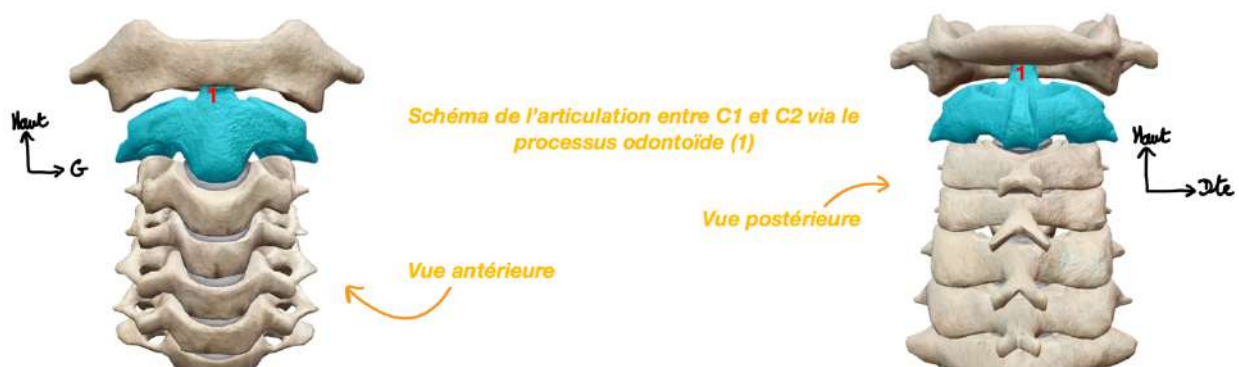 1
1
Schéma de l'articulation entre C1 et C2 via le
processus odontoïde (1)
Haut
G
Haut
Dte
Vue postérieure
Vue antérieure